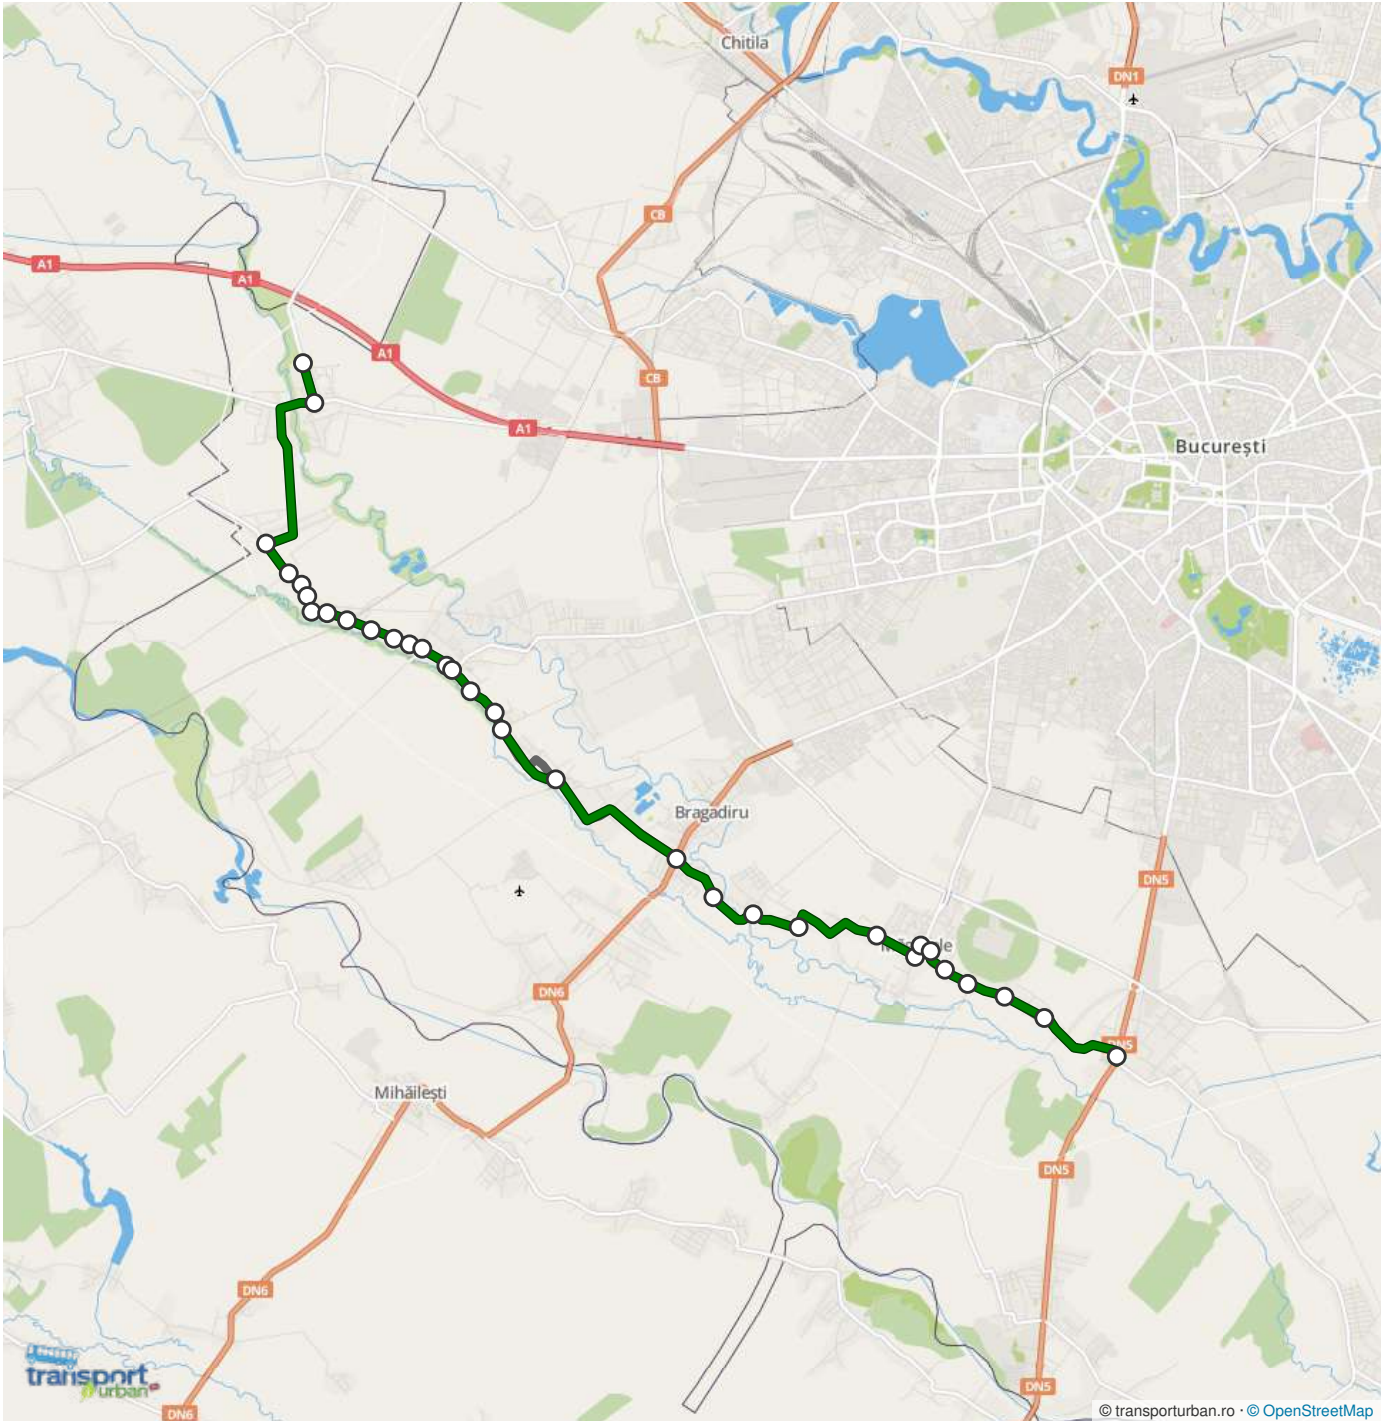 Chitila
DN1
CB
A1
A1
A1
CB
A1
București
Bragadiru
DN5
DN6
DN5
Mihăilești
DN5
DN6
DN5
DN6
transport
urban
© transporturban.ro · © OpenStreetMap